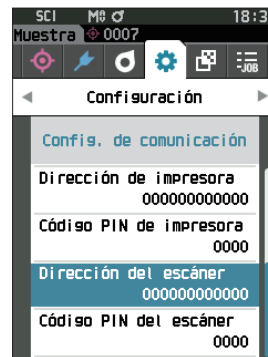 SCI M0 18:3
Muestra 0007
JOB
Configuración
Config. de comunicación
Dirección de impresora
000000000000
Código PIN de impresora
0000
Dirección del escáner
000000000000
Código PIN del escáner
0000